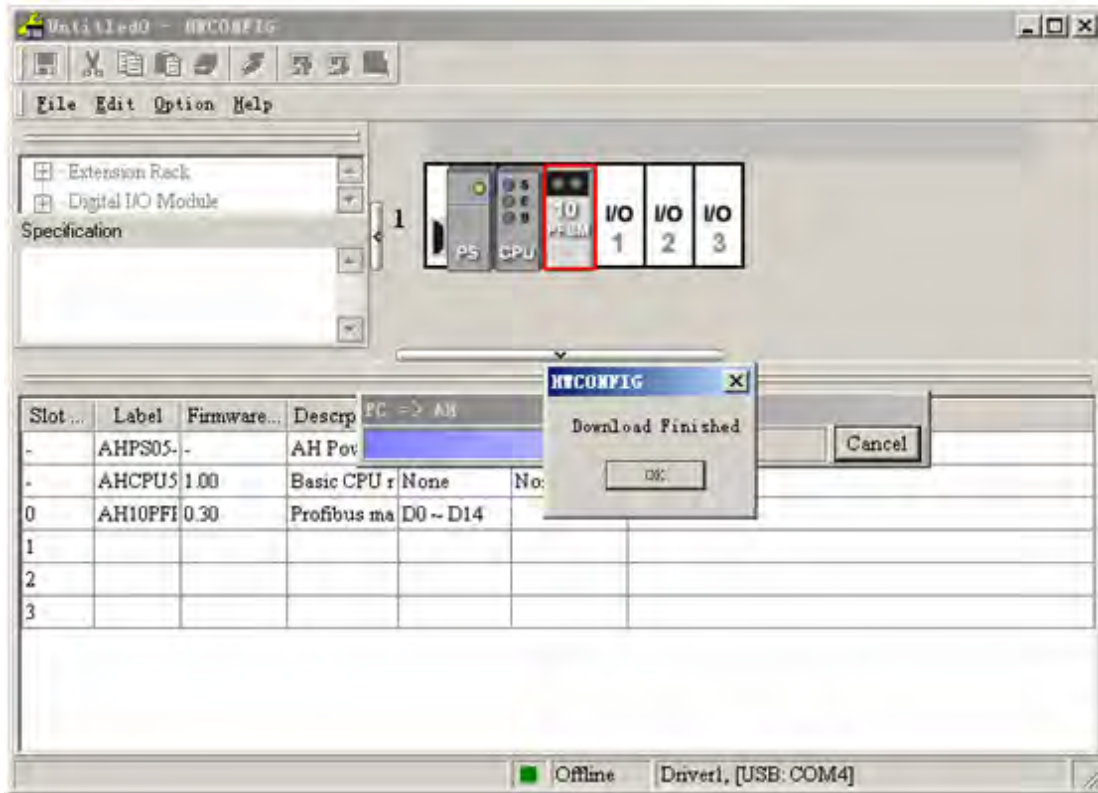 Untitled0 - HWCONFIG
File Edit Option Help
Extension Rack
Digital I/O Module
Specification
1
PS CPU 10 PFBM I/O 1 I/O 2 I/O 3
HWCONFIG
Download Finished
OK
PC => AH
Cancel
Slot ... Label Firmware... Descrp
- AHPS05- - AH Pow
- AHCPU5 1.00 Basic CPU r None No
0 AH10PFI 0.30 Profibus ma D0 ~ D14
1
2
3
Offline Driver1, [USB: COM4]